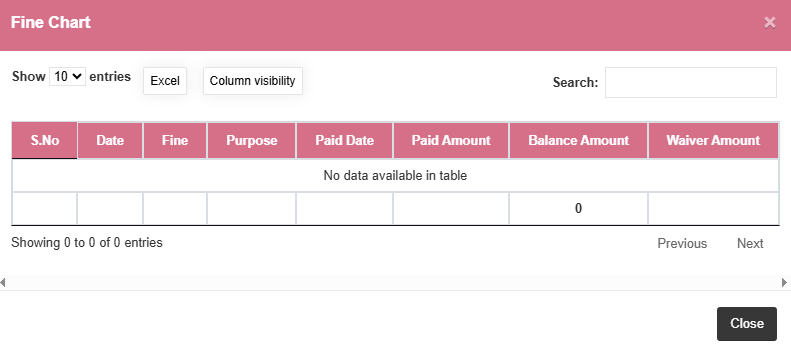 Fine Chart ×
Show 10 entries Excel Column visibility Search:
S.No Date Fine Purpose Paid Date Paid Amount Balance Amount Waiver Amount
No data available in table
0
Showing 0 to 0 of 0 entries Previous Next
Close